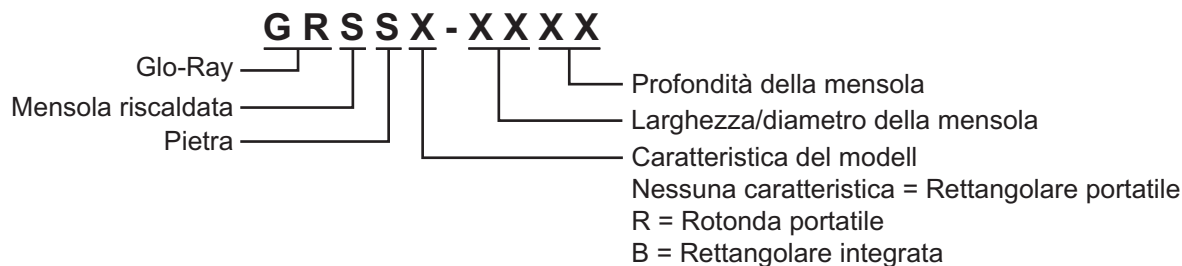 G R S S X - X X X X
Glo-Ray
Mensola riscaldata
Pietra
Profondità della mensola
Larghezza/diametro della mensola
Caratteristica del modell
Nessuna caratteristica = Rettangolare portatile
R = Rotonda portatile
B = Rettangolare integrata